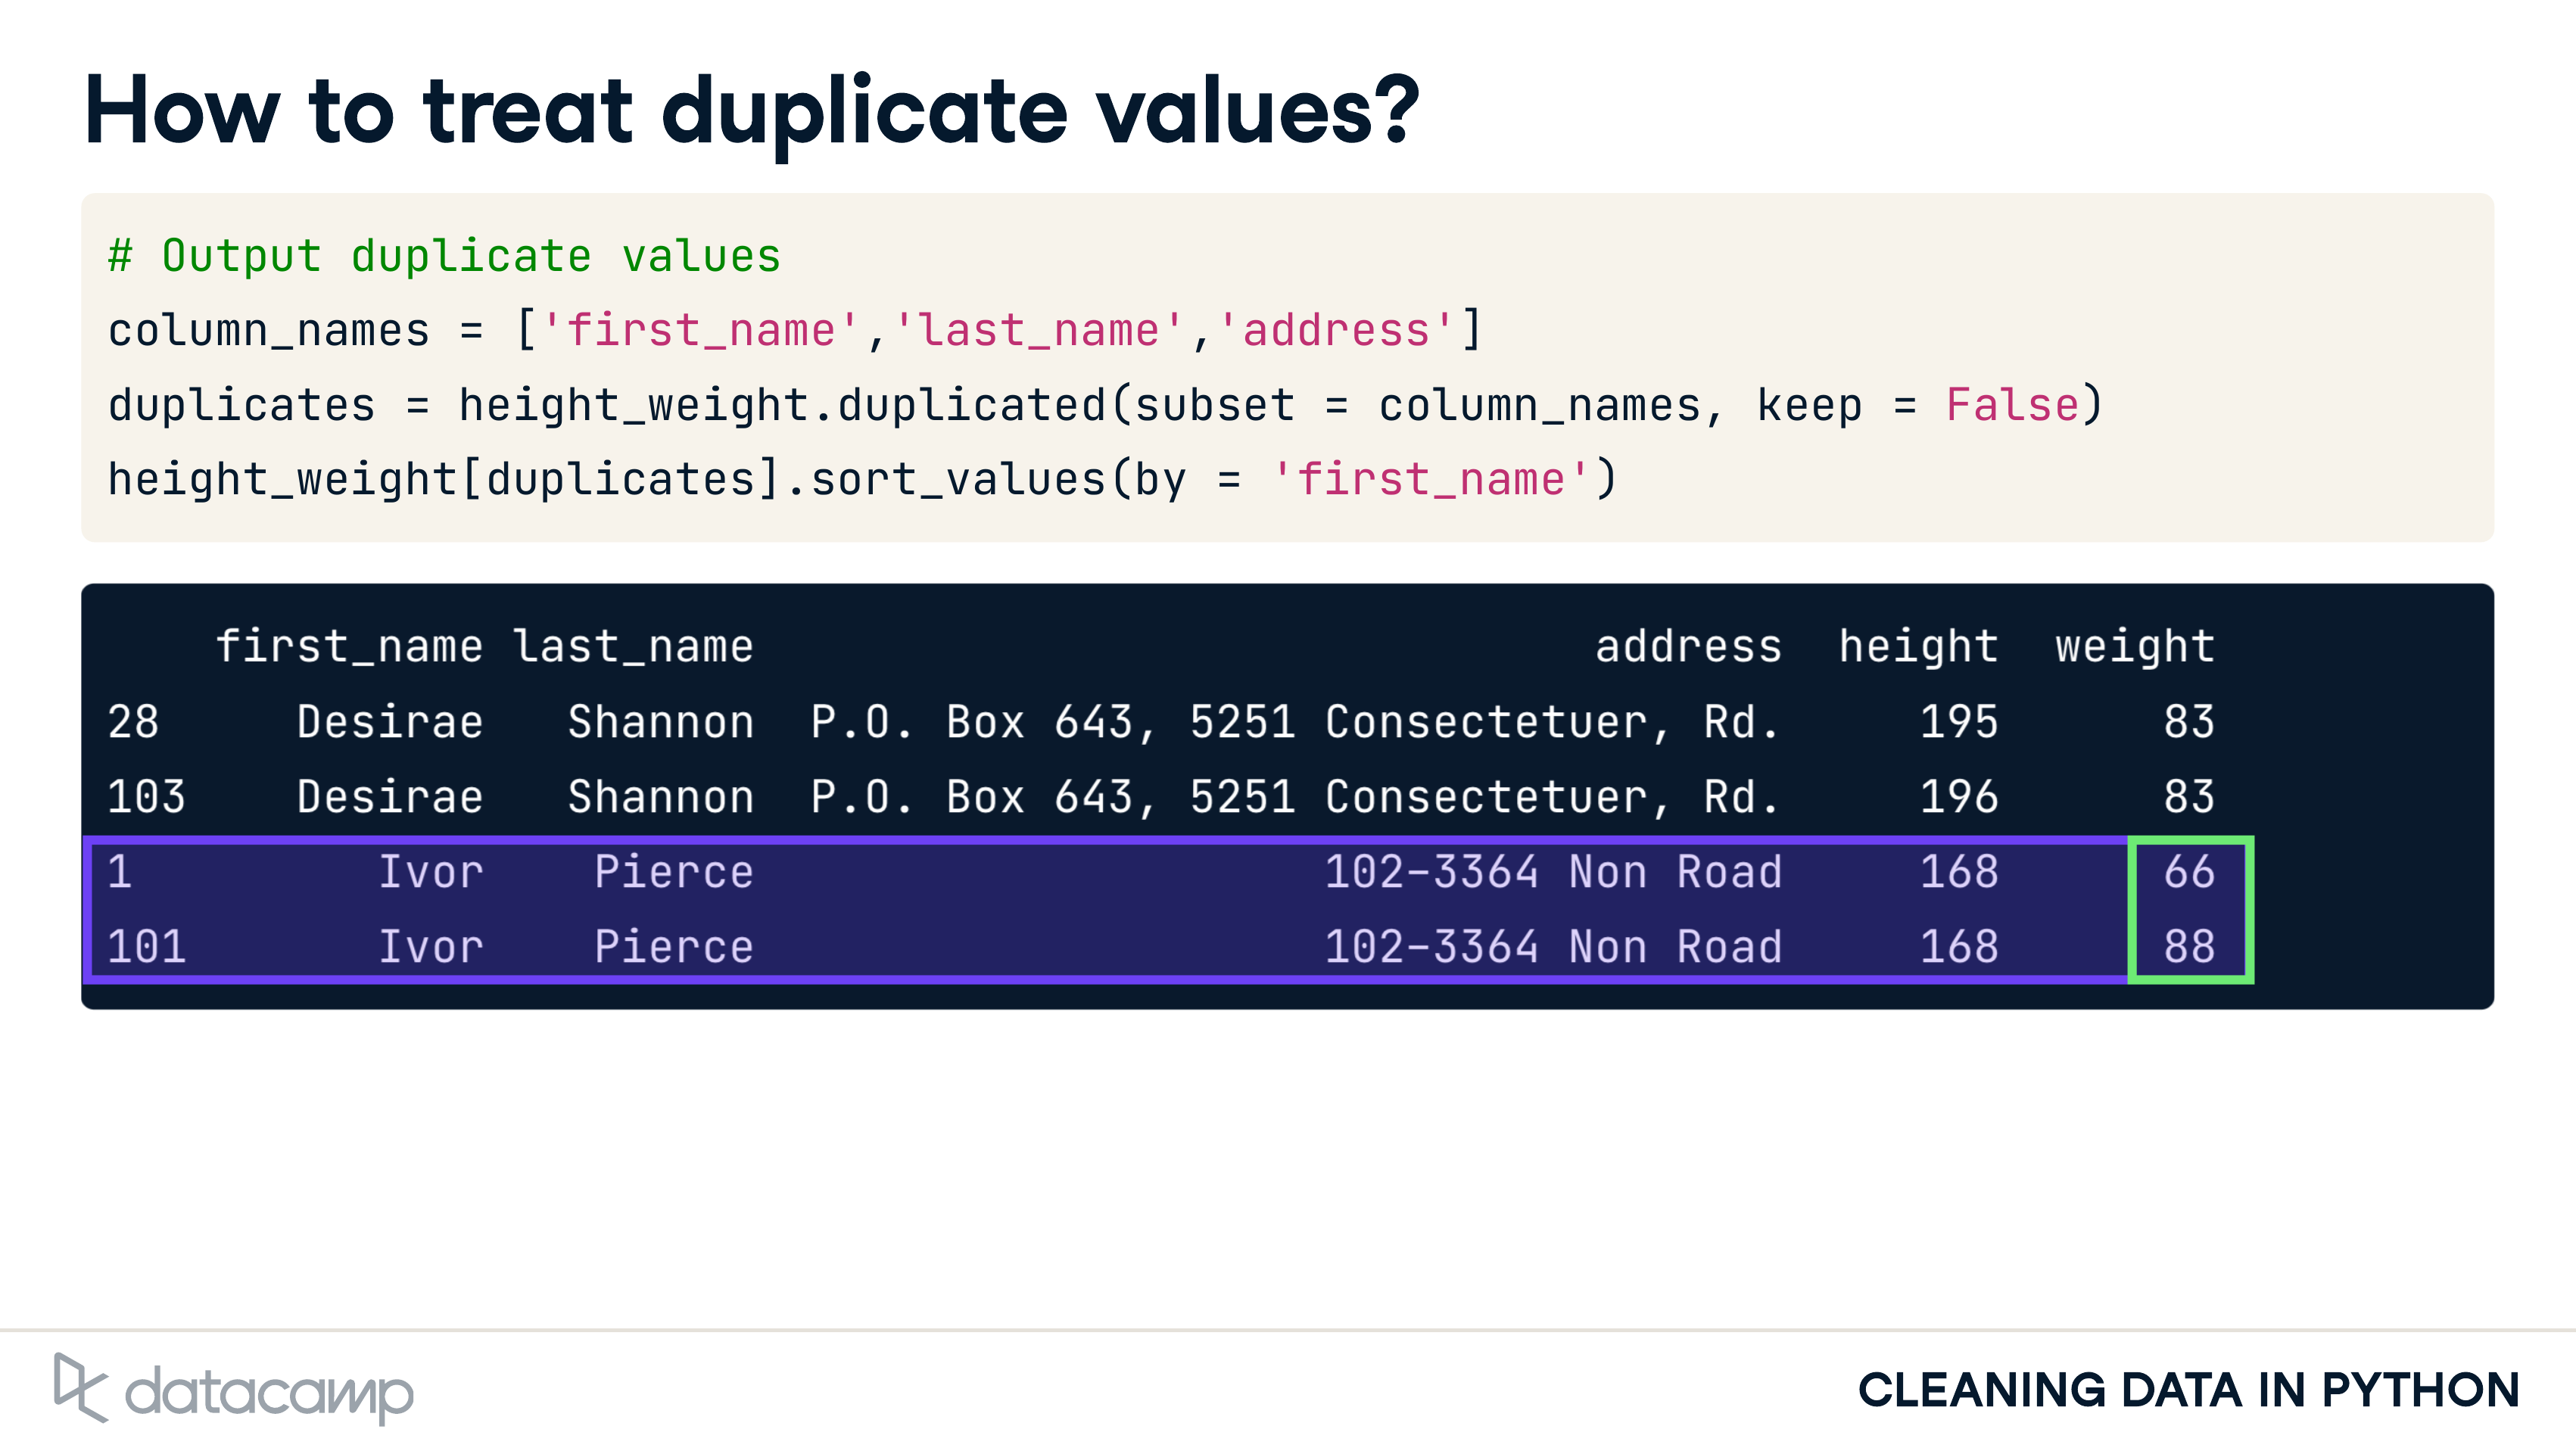 How to treat duplicate values?
# Output duplicate values
column_names = ['first_name','last_name','address']
duplicates = height_weight.duplicated(subset = column_names, keep = False)
height_weight[duplicates].sort_values(by = 'first_name')
first_name last_name address height weight
28 Desirae Shannon P.O. Box 643, 5251 Consectetuer, Rd. 195 83
103 Desirae Shannon P.O. Box 643, 5251 Consectetuer, Rd. 196 83
1 Ivor Pierce 102-3364 Non Road 168 66
101 Ivor Pierce 102-3364 Non Road 168 88
datacamp
CLEANING DATA IN PYTHON